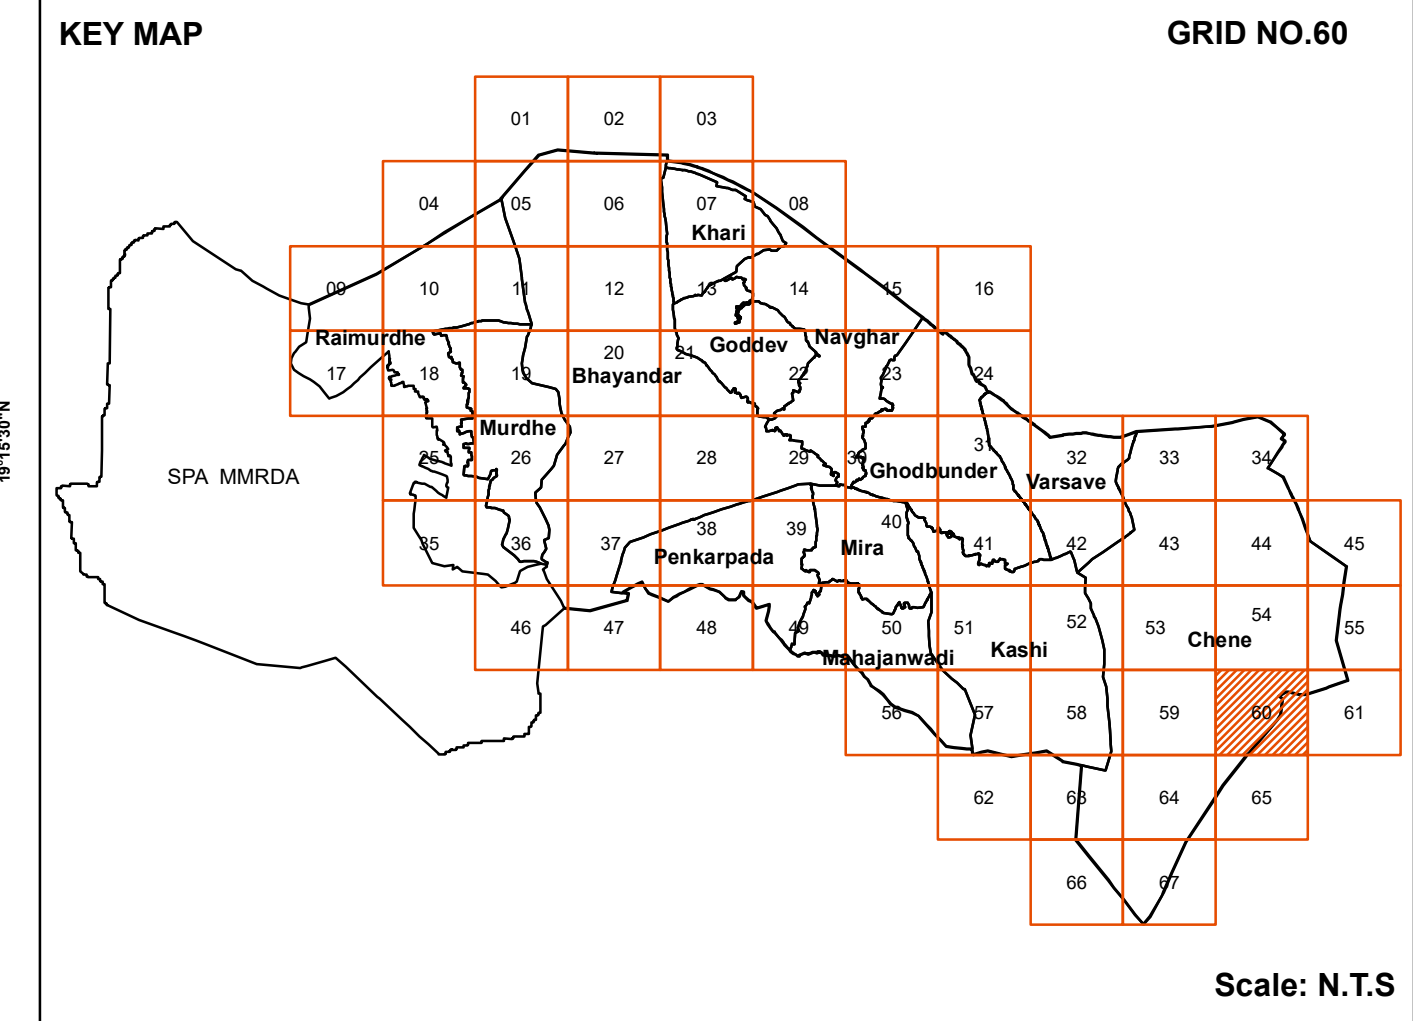 KEY MAP
GRID NO.60
01 02 03
04 05 06 07 08
Khari
09 10 11 12 13 14 15 16
Raimurdhe
Goddev
Navghar
17 18 19 20 21 22 23 24
Bhayandar
Murdhe
25 26 27 28 29 30 31 32 33 34
Ghodbunder
Varsave
SPA MMRDA
35 36 37 38 39 40 41 42 43 44 45
Penkarpada
Mira
46 47 48 49 50 51 52 53 54 55
Kashi
Chene
Mahajanwadi
56 57 58 59 60 61
62 63 64 65
66 67
Scale: N.T.S
19°15'30"N